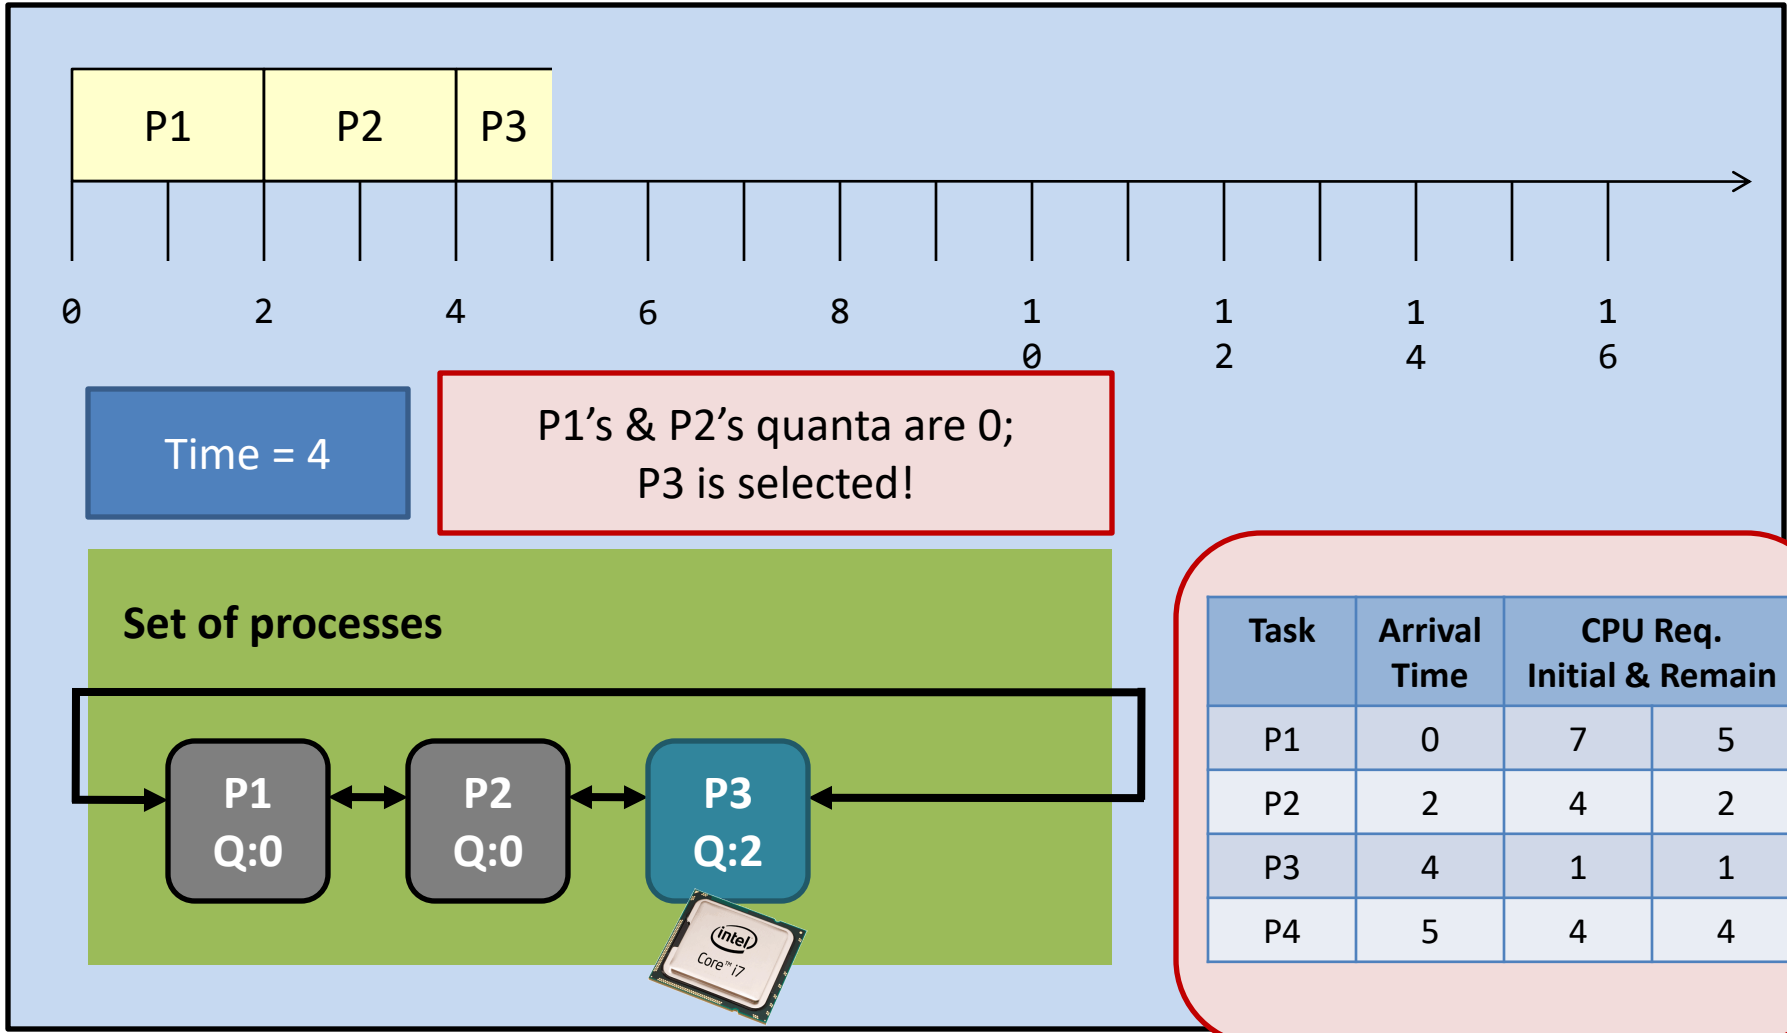 P1 P2 P3
0 2 4 6 8 1 1 1 1
0 2 4 6
Time = 4
P1’s & P2’s quanta are 0;
P3 is selected!
Set of processes
P1 P2 P3
Q:0 Q:0 Q:2
intel
Core™ i7
Task Arrival CPU Req.
Time Initial & Remain
P1 0 7 5
P2 2 4 2
P3 4 1 1
P4 5 4 4